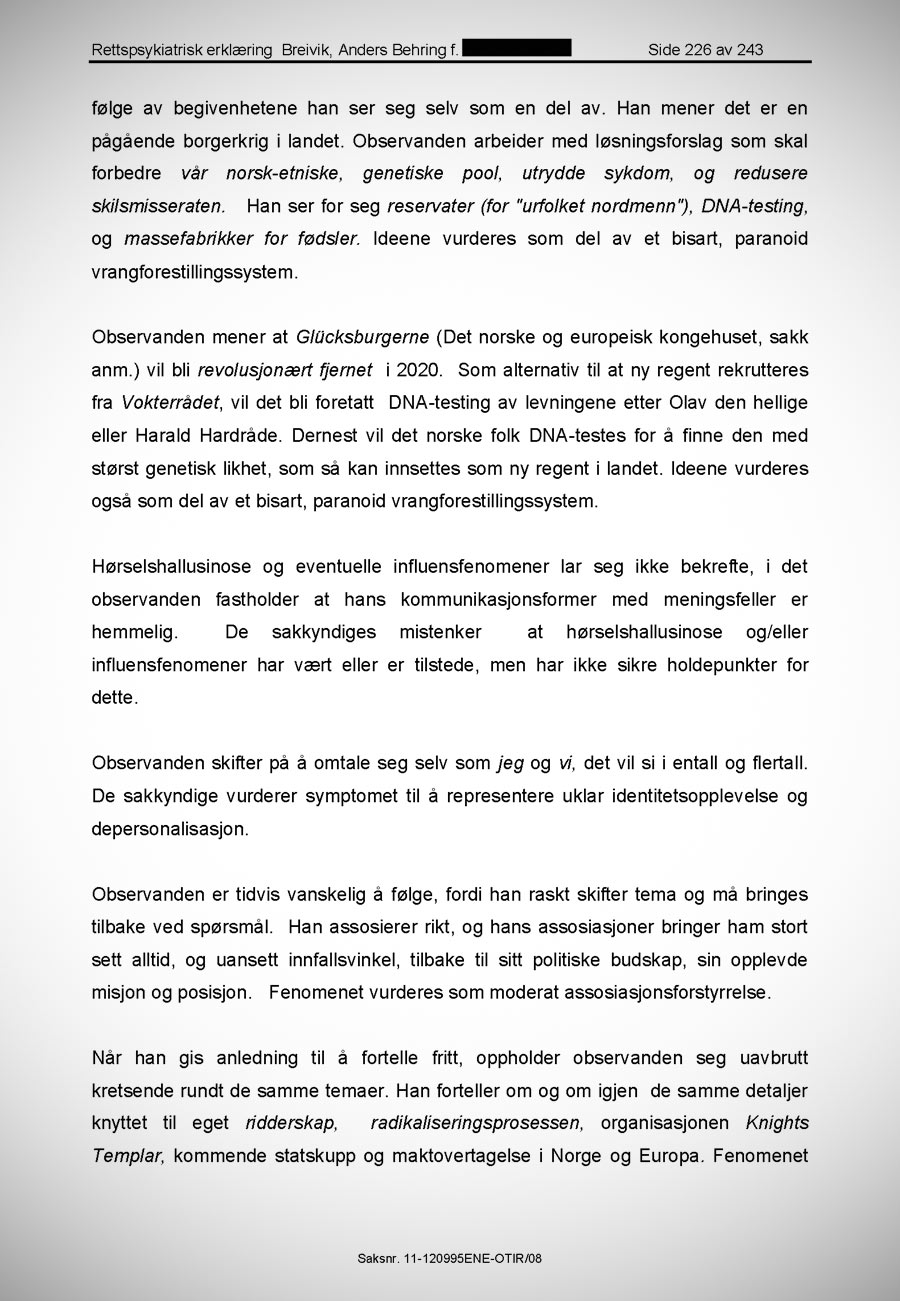 Rettspsykiatrisk erklæring Breivik, Anders Behring f. Side 226 av 243
følge av begivenhetene han ser seg selv som en del av. Han mener det er en
pågående borgerkrig i landet. Observanden arbeider med løsningsforslag som skal
forbedre vår norsk-etniske, genetiske pool, utrydde sykdom, og redusere
skilsmisseraten. Han ser for seg reservater (for "urfolket nordmenn"), DNA-testing,
og massefabrikker for fødsler. Ideene vurderes som del av et bisart, paranoid
vrangforestillingssystem.
Observanden mener at Glücksburgerne (Det norske og europeisk kongehuset, sakk
anm.) vil bli revolusjonært fjernet i 2020. Som alternativ til at ny regent rekrutteres
fra Vokterrådet, vil det bli foretatt DNA-testing av levningene etter Olav den hellige
eller Harald Hardråde. Dernest vil det norske folk DNA-testes for å finne den med
størst genetisk likhet, som så kan innsettes som ny regent i landet. Ideene vurderes
også som del av et bisart, paranoid vrangforestillingssystem.
Hørselshallusinose og eventuelle influensfenomener lar seg ikke bekrefte, i det
observanden fastholder at hans kommunikasjonsformer med meningsfeller er
hemmelig. De sakkyndiges mistenker at hørselshallusinose og/eller
influensfenomener har vært eller er tilstede, men har ikke sikre holdepunkter for
dette.
Observanden skifter på å omtale seg selv som jeg og vi, det vil si i entall og flertall.
De sakkyndige vurderer symptomet til å representere uklar identitetsopplevelse og
depersonalisasjon.
Observanden er tidvis vanskelig å følge, fordi han raskt skifter tema og må bringes
tilbake ved spørsmål. Han assosierer rikt, og hans assosiasjoner bringer ham stort
sett alltid, og uansett innfallsvinkel, tilbake til sitt politiske budskap, sin opplevde
misjon og posisjon. Fenomenet vurderes som moderat assosiasjonsforstyrrelse.
Når han gis anledning til å fortelle fritt, oppholder observanden seg uavbrutt
kretsende rundt de samme temaer. Han forteller om og om igjen de samme detaljer
knyttet til eget ridderskap, radikaliseringsprosessen, organisasjonen Knights
Templar, kommende statskupp og maktovertagelse i Norge og Europa. Fenomenet
Saksnr. 11-120995ENE-OTIR/08